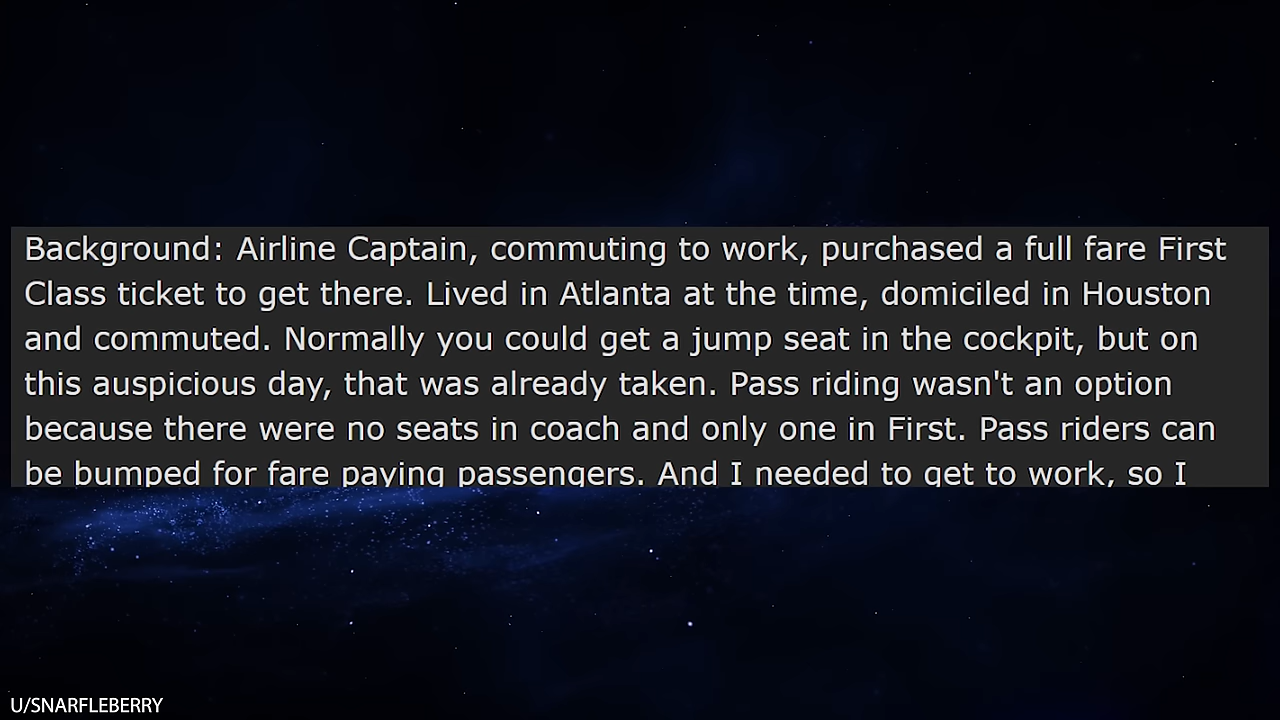 Background: Airline Captain, commuting to work, purchased a full fare First
Class ticket to get there. Lived in Atlanta at the time, domiciled in Houston
and commuted. Normally you could get a jump seat in the cockpit, but on
this auspicious day, that was already taken. Pass riding wasn't an option
because there were no seats in coach and only one in First. Pass riders can
be bumped for fare paying passengers. And I needed to get to work, so I
U/SNARFLEBERRY